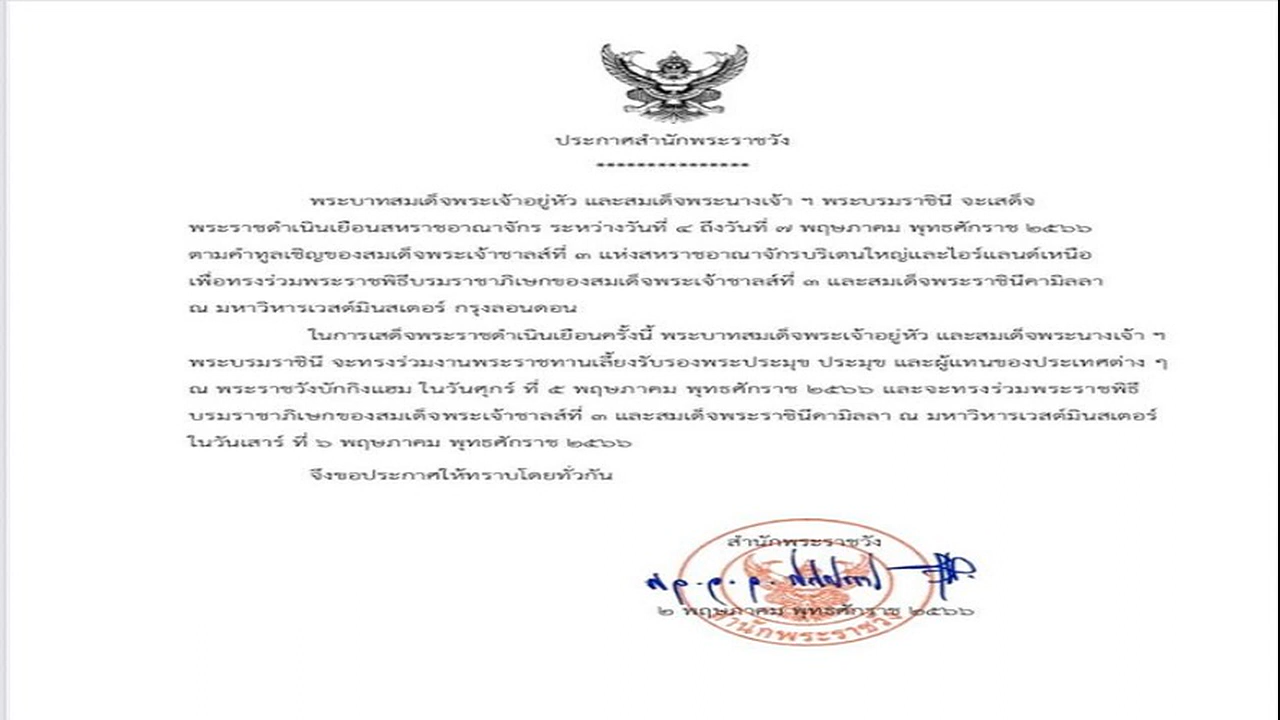 ประกาศสำนักพระราชวัง
***************
พระบาทสมเด็จพระเจ้าอยู่หัว และสมเด็จพระนางเจ้า ฯ พระบรมราชินี จะเสด็จ
พระราชดำเนินเยือนสหราชอาณาจักร ระหว่างวันที่ ๔ ถึงวันที่ ๗ พฤษภาคม พุทธศักราช ๒๕๖๖
ตามคำทูลเชิญของสมเด็จพระเจ้าชาลส์ที่ ๓ แห่งสหราชอาณาจักรบริเตนใหญ่และไอร์แลนด์เหนือ
เพื่อทรงร่วมพระราชพิธีบรมราชาภิเษกของสมเด็จพระเจ้าชาลส์ที่ ๓ และสมเด็จพระราชินีคามิลลา
ณ มหาวิหารเวสต์มินสเตอร์ กรุงลอนดอน
ในการเสด็จพระราชดำเนินเยือนครั้งนี้ พระบาทสมเด็จพระเจ้าอยู่หัว และสมเด็จพระนางเจ้า ฯ
พระบรมราชินี จะทรงร่วมงานพระราชทานเลี้ยงรับรองพระประมุข ประมุข และผู้แทนของประเทศต่าง ๆ
ณ พระราชวังบักกิงแฮม ในวันศุกร์ ที่ ๕ พฤษภาคม พุทธศักราช ๒๕๖๖ และจะทรงร่วมพระราชพิธี
บรมราชาภิเษกของสมเด็จพระเจ้าชาลส์ที่ ๓ และสมเด็จพระราชินีคามิลลา ณ มหาวิหารเวสต์มินสเตอร์
ในวันเสาร์ ที่ ๖ พฤษภาคม พุทธศักราช ๒๕๖๖
จึงขอประกาศให้ทราบโดยทั่วกัน
สำนักพระราชวัง
๒ พฤษภาคม พุทธศักราช ๒๕๖๖
สำนักพระราชวัง